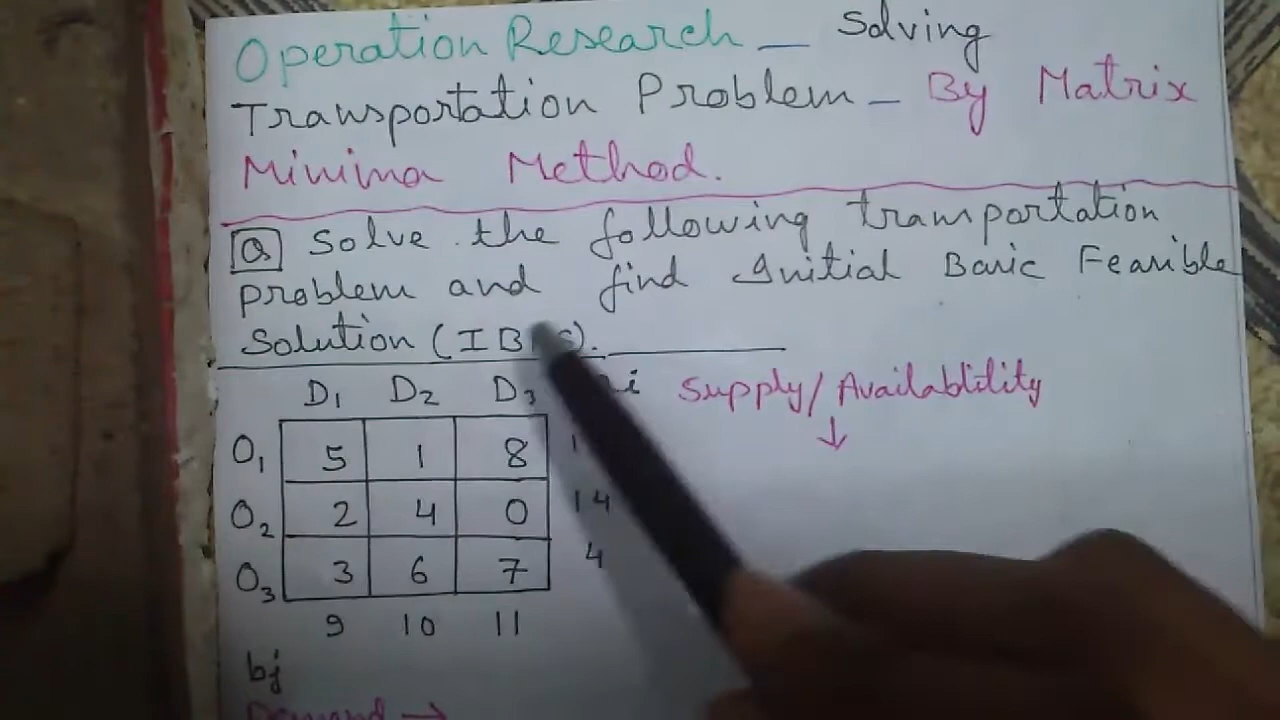 Operation Research _ Solving
Transportation Problem _ By Matrix
Minima Method.
Q Solve the following transportation
problem and find Initial Basic Feasible
Solution
D1 D2 D3 Supply/Availablility
↓
O1 5 1 8
O2 2 4 0 14
O3 3 6 7 4
9 10 11
bj
Demand →